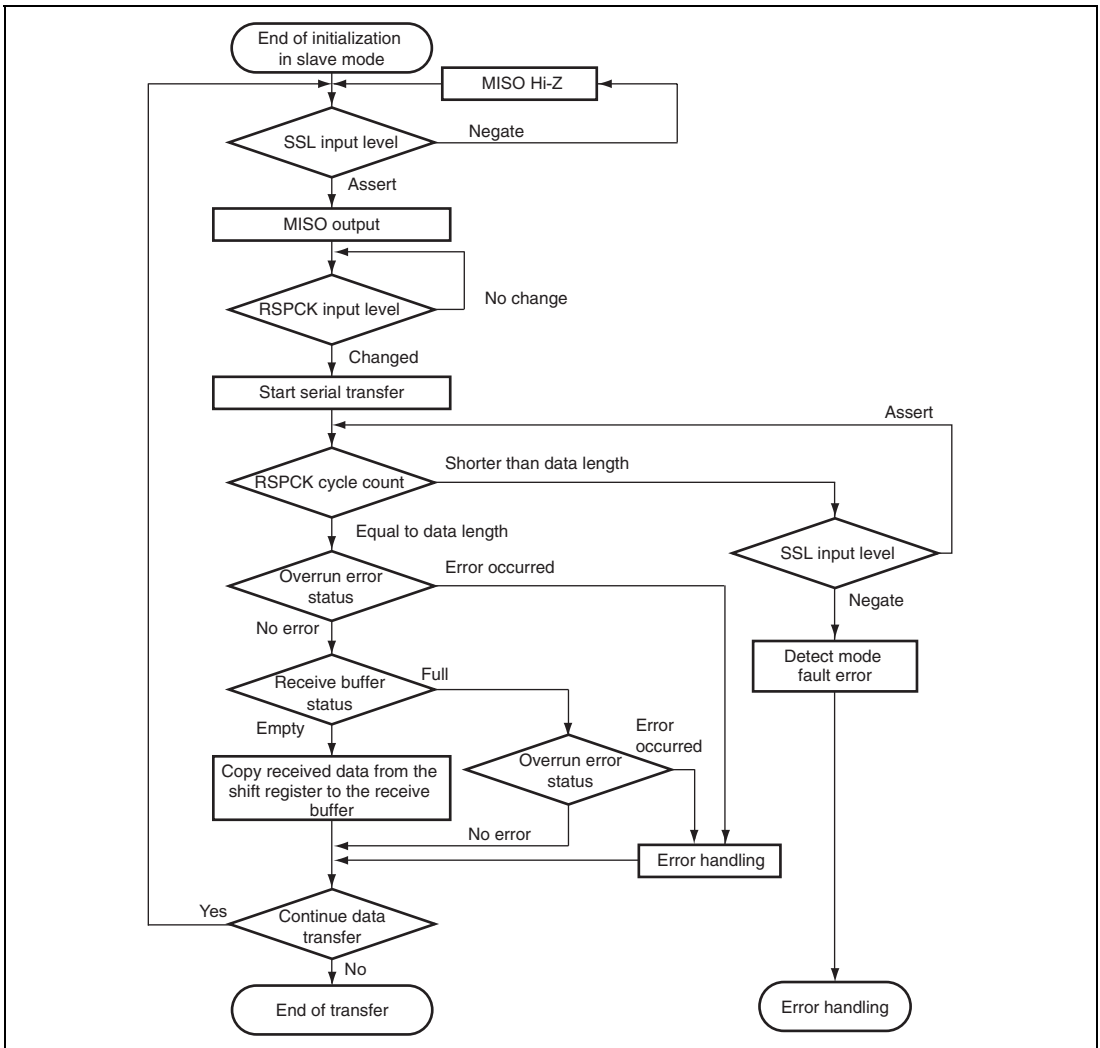 End of initialization
in slave mode
MISO Hi-Z
SSL input level
Negate
Assert
MISO output
RSPCK input level
No change
Changed
Start serial transfer
Assert
RSPCK cycle count
Shorter than data length
Equal to data length
SSL input level
Negate
Overrun error
status
Error occurred
No error
Detect mode
fault error
Receive buffer
status
Full
Empty
Error
occurred
Overrun error
status
Copy received data from the
shift register to the receive
buffer
No error
Error handling
Yes
Continue data
transfer
No
End of transfer
Error handling